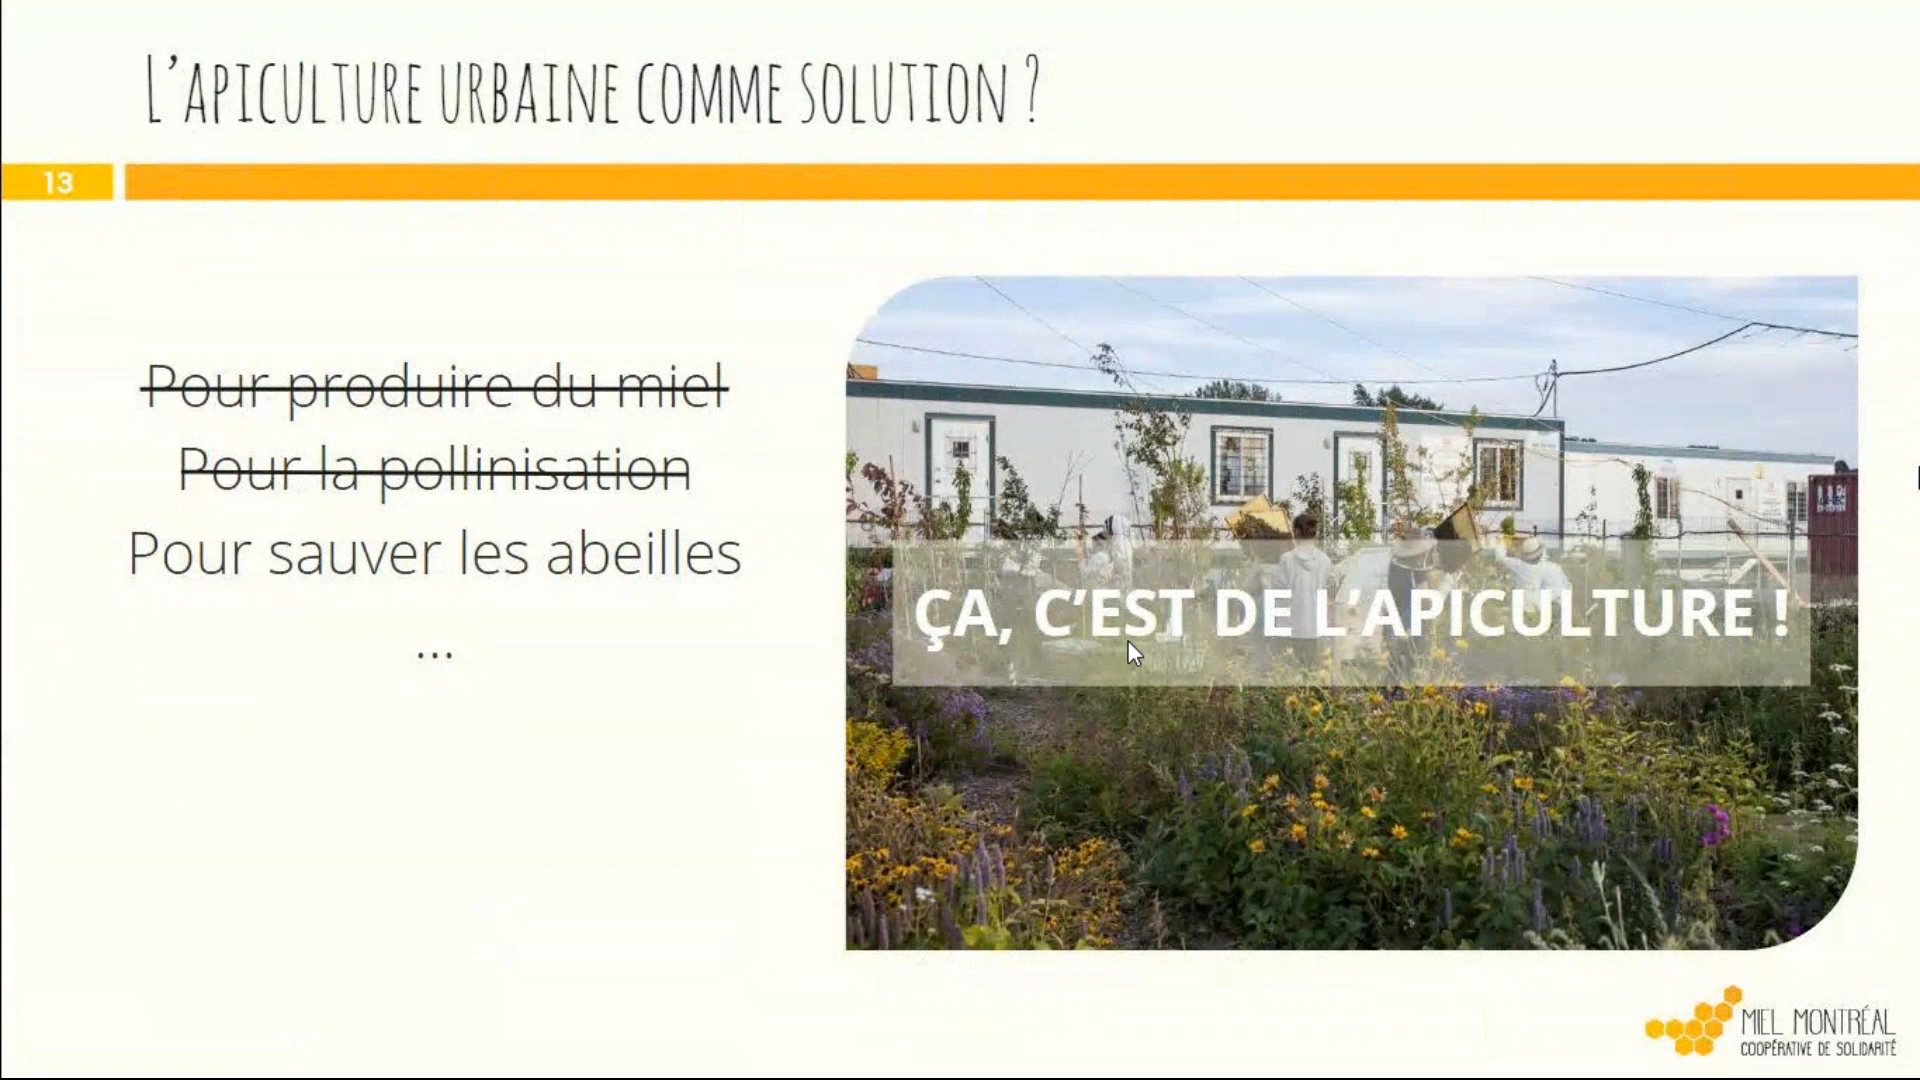 L'APICULTURE URBAINE COMME SOLUTION ?
13
Pour produire du miel
Pour la pollinisation
Pour sauver les abeilles
...
ÇA, C'EST DE L'APICULTURE !
MIEL MONTRÉAL
COOPÉRATIVE DE SOLIDARITÉ